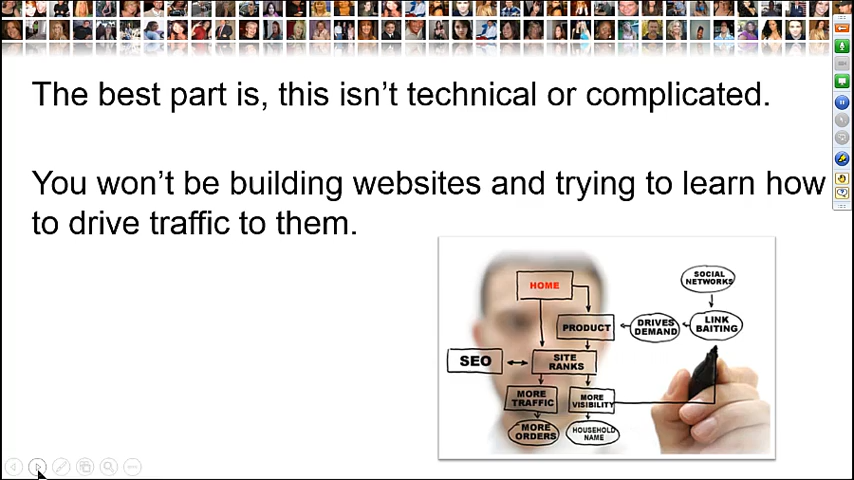 The best part is, this isn't technical or complicated.
You won't be building websites and trying to learn how
to drive traffic to them.
HOME
SOCIAL
NETWORKS
PRODUCT
DRIVES
DEMAND
LINK
BAITING
SEO
SITE
RANKS
MORE
TRAFFIC
MORE
VISIBILITY
MORE
ORDERS
HOUSEHOLD
NAME